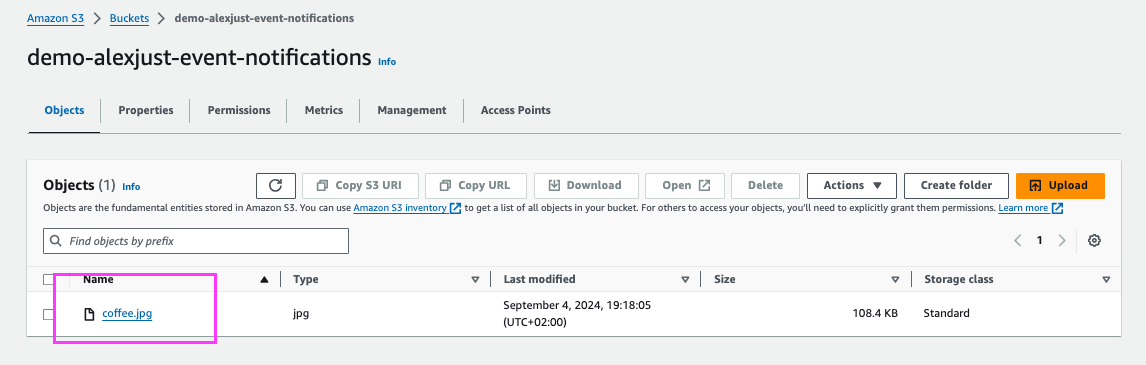 Amazon S3 > Buckets > demo-alexjust-event-notifications
demo-alexjust-event-notifications Info
Objects Properties Permissions Metrics Management Access Points
Objects (1) Info Copy S3 URI Copy URL Download Open Delete Actions Create folder Upload
Objects are the fundamental entities stored in Amazon S3. You can use Amazon S3 inventory to get a list of all objects in your bucket. For others to access your objects, you'll need to explicitly grant them permissions. Learn more
Find objects by prefix 1
Name Type Last modified Size Storage class
coffee.jpg jpg September 4, 2024, 19:18:05 108.4 KB Standard
(UTC+02:00)